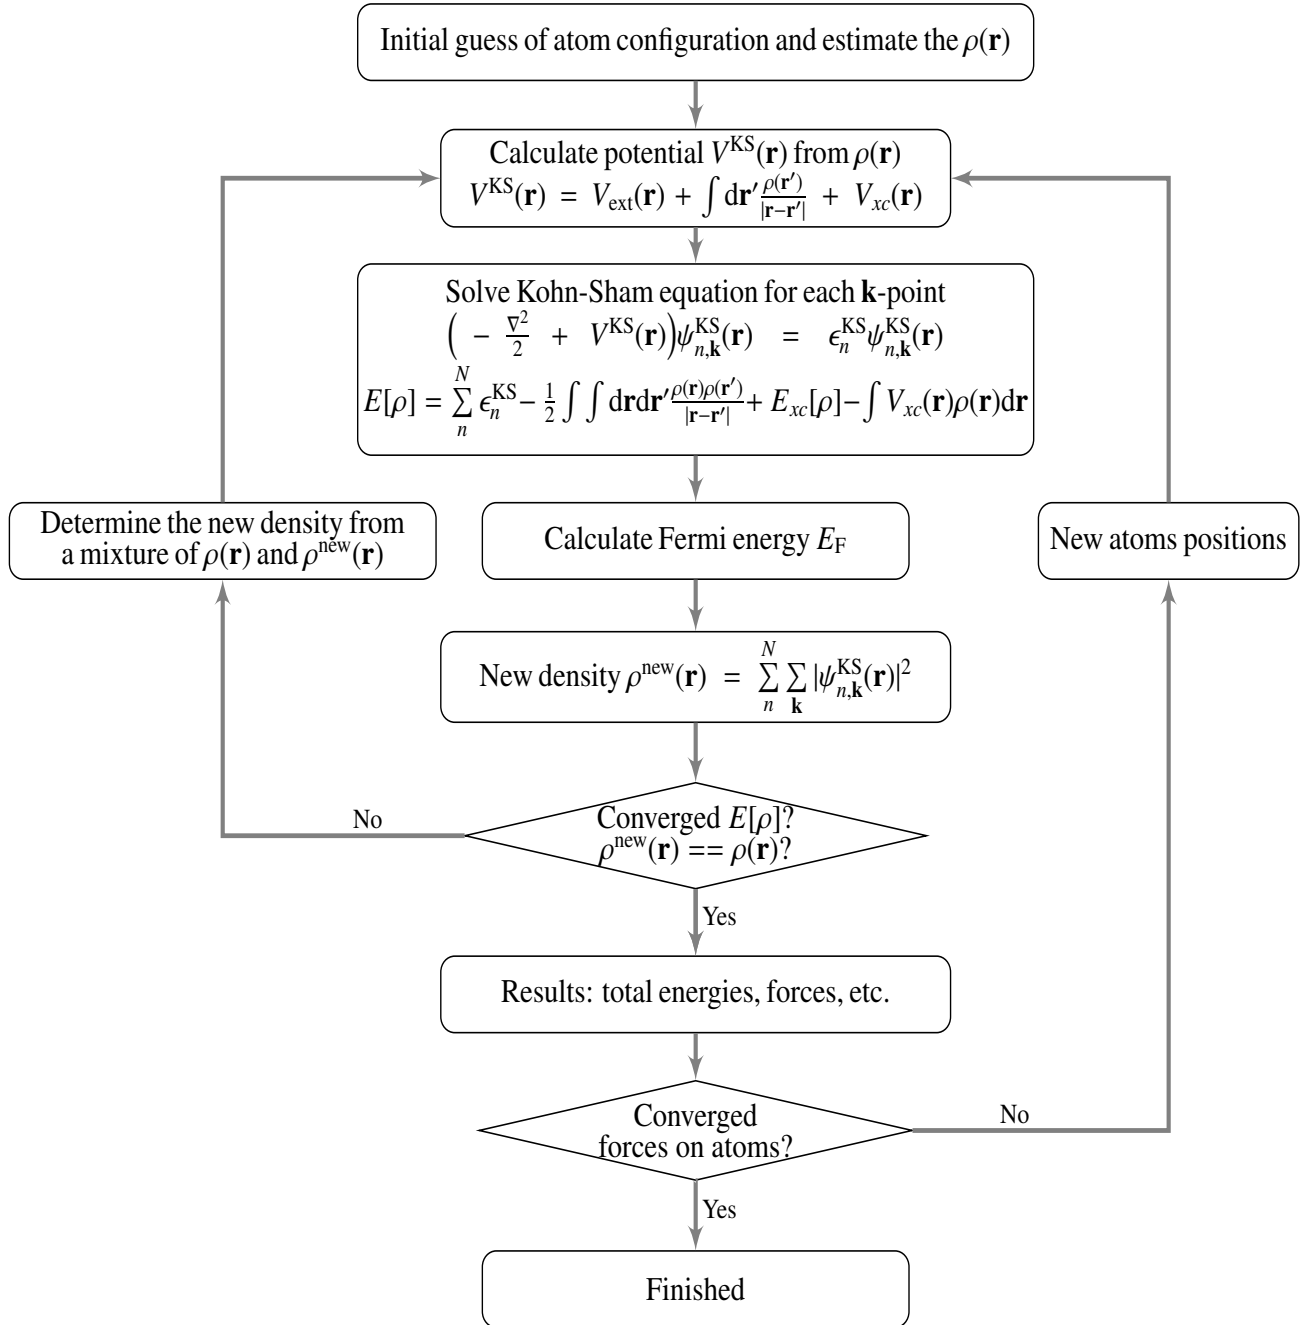 Initial guess of atom configuration and estimate the ρ(𝐫)
Calculate potential V^KS(𝐫) from ρ(𝐫)
V^KS(𝐫) = V_ext(𝐫) + ∫ d𝐫′ ρ(𝐫′)/|𝐫−𝐫′| + V_xc(𝐫)
Solve Kohn-Sham equation for each 𝐤-point
( − ∇²/2 + V^KS(𝐫))ψ^KS_n,𝐤(𝐫) = ϵ^KS_n ψ^KS_n,𝐤(𝐫)
E[ρ] = ∑_n^N ϵ^KS_n − 1/2 ∫ ∫ d𝐫d𝐫′ ρ(𝐫)ρ(𝐫′)/|𝐫−𝐫′| + E_xc[ρ] − ∫ V_xc(𝐫)ρ(𝐫)d𝐫
Determine the new density from
a mixture of ρ(𝐫) and ρ^new(𝐫)
Calculate Fermi energy E_F
New atoms positions
New density ρ^new(𝐫) = ∑_n^N ∑_𝐤 |ψ^KS_n,𝐤(𝐫)|²
No
Converged E[ρ]?
ρ^new(𝐫) == ρ(𝐫)?
Yes
Results: total energies, forces, etc.
Converged
forces on atoms?
No
Yes
Finished